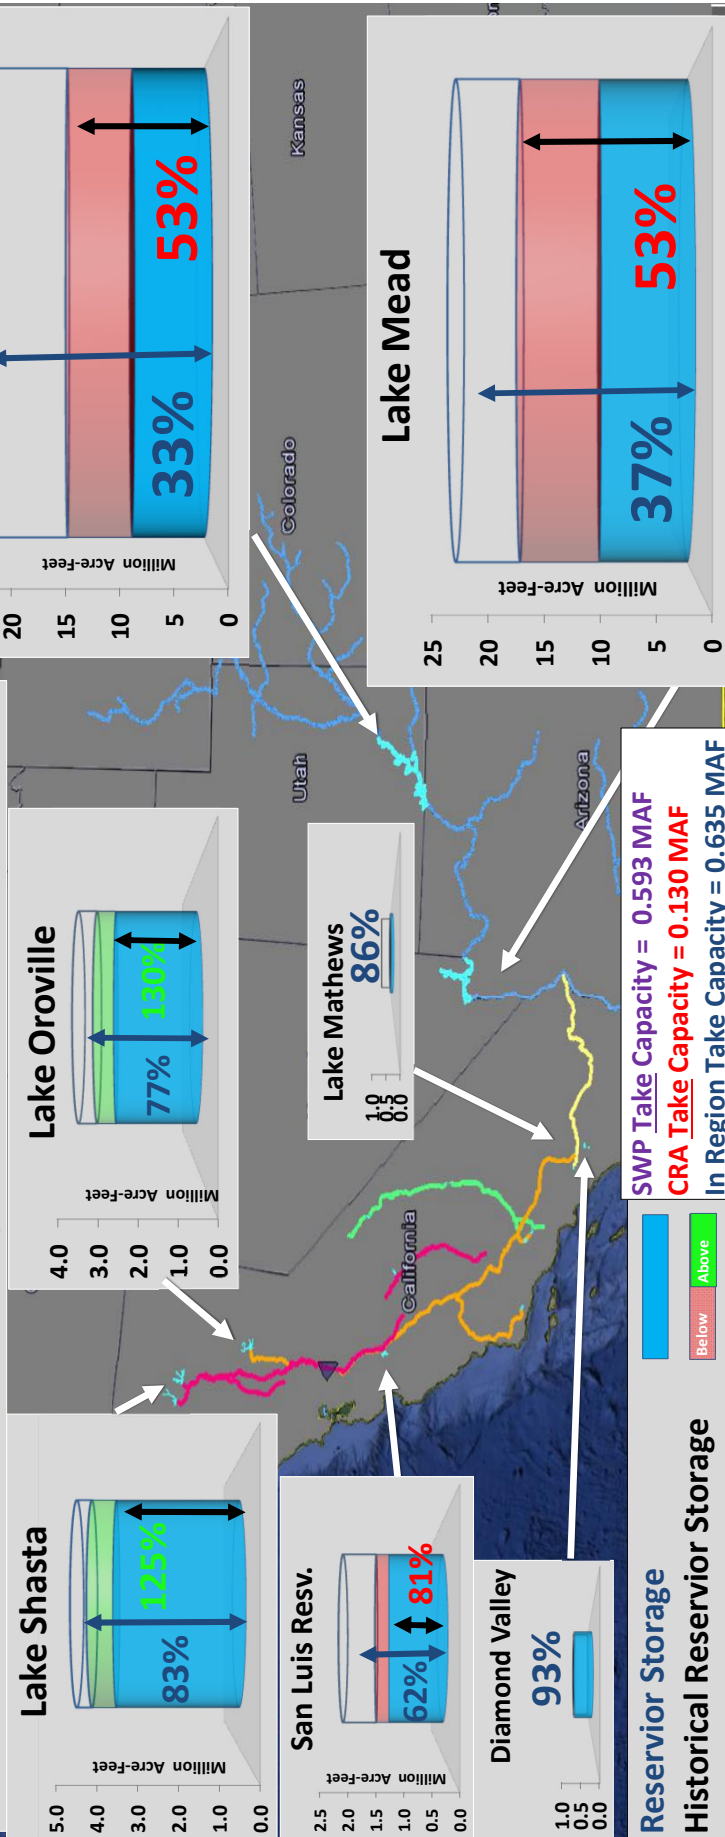 Lake Shasta
5.0
4.0
3.0
2.0
1.0
0.0
Million Acre-Feet
83%
125%
San Luis Resv.
2.5
2.0
1.5
1.0
0.5
0.0
Million Acre-Feet
62%
81%
Diamond Valley
1.0
0.5
0.0
93%
Lake Oroville
4.0
3.0
2.0
1.0
0.0
Million Acre-Feet
77%
130%
Lake Mathews
1.0
0.5
0.0
86%
20
15
10
5
0
Million Acre-Feet
33%
53%
Lake Mead
25
20
15
10
5
0
Million Acre-Feet
37%
53%
California
Utah
Arizona
Colorado
Kansas
Reservior Storage
Historical Reservior Storage
Below
Above
SWP Take Capacity = 0.593 MAF
CRA Take Capacity = 0.130 MAF
In Region Take Capacity = 0.635 MAF